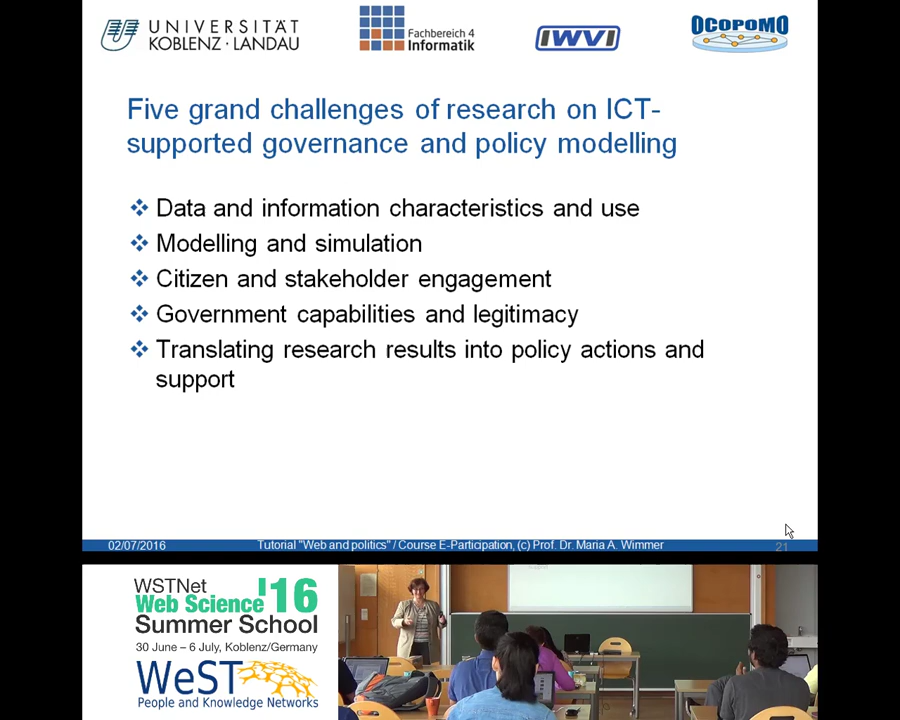 UNIVERSITÄT
KOBLENZ · LANDAU
Fachbereich 4
Informatik
IWVI
OCOPOMO
Five grand challenges of research on ICT-
supported governance and policy modelling
Data and information characteristics and use
Modelling and simulation
Citizen and stakeholder engagement
Government capabilities and legitimacy
Translating research results into policy actions and
support
02/07/2016
Tutorial "Web and politics" / Course E-Participation, (c) Prof. Dr. Maria A. Wimmer
21
WSTNet
Web Science '16
Summer School
30 June – 6 July, Koblenz/Germany
WeST
People and Knowledge Networks